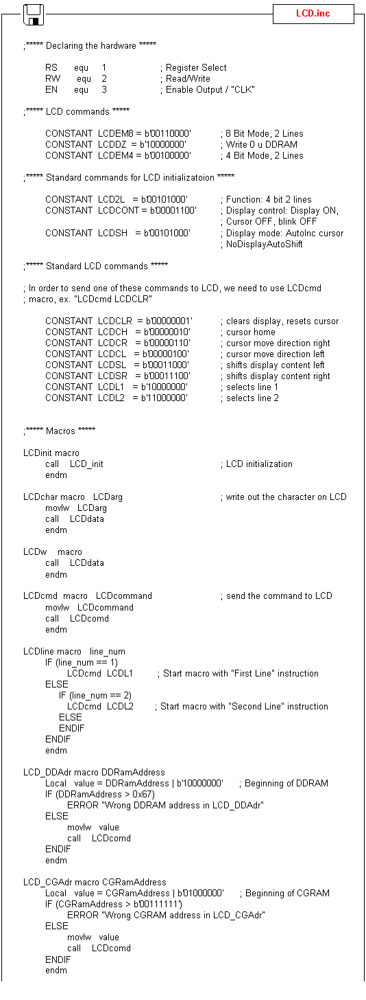 LCD.inc
;***** Declaring the hardware *****
RS equ 1 ; Register Select
RW equ 2 ; Read/Write
EN equ 3 ; Enable Output / "CLK"
;***** LCD commands *****
CONSTANT LCDEM8 = b'00110000' ; 8 Bit Mode, 2 Lines
CONSTANT LCDDZ = b'10000000' ; Write 0 u DDRAM
CONSTANT LCDEM4 = b'00100000' ; 4 Bit Mode, 2 Lines
;***** Standard commands for LCD initializatoion *****
CONSTANT LCD2L = b'00101000' ; Function: 4 bit 2 lines
CONSTANT LCDCONT = b'00001100' ; Display control: Display ON,
; Cursor OFF, blink OFF
CONSTANT LCDSH = b'00101000' ; Display mode: AutoInc cursor
; NoDisplayAutoShift
;***** Standard LCD commands *****
; In order to send one of these commands to LCD, we need to use LCDcmd
; macro, ex. "LCDcmd LCDCLR"
CONSTANT LCDCLR = b'00000001' ; clears display, resets cursor
CONSTANT LCDCH = b'00000010' ; cursor home
CONSTANT LCDCR = b'00000110' ; cursor move direction right
CONSTANT LCDCL = b'00000100' ; cursor move direction left
CONSTANT LCDSL = b'00011000' ; shifts display content left
CONSTANT LCDSR = b'00011100' ; shifts display content right
CONSTANT LCDL1 = b'10000000' ; selects line 1
CONSTANT LCDL2 = b'11000000' ; selects line 2
;***** Macros *****
LCDinit macro
call LCD_init ; LCD initialization
endm
LCDchar macro LCDarg ; write out the character on LCD
movlw LCDarg
call LCDdata
endm
LCDw macro
call LCDdata
endm
LCDcmd macro LCDcommand ; send the command to LCD
movlw LCDcommand
call LCDcomd
endm
LCDline macro line_num
IF (line_num == 1)
LCDcmd LCDL1 ; Start macro with "First Line" instruction
ELSE
IF (line_num == 2)
LCDcmd LCDL2 ; Start macro with "Second Line" instruction
ELSE
ENDIF
ENDIF
endm
LCD_DDAdr macro DDRamAddress
Local value = DDRamAddress | b'10000000' ; Beginning of DDRAM
IF (DDRamAddress > 0x67)
ERROR "Wrong DDRAM address in LCD_DDAdr"
ELSE
movlw value
call LCDcomd
ENDIF
endm
LCD_CGAdr macro CGRamAddress
Local value = CGRamAddress | b'01000000' ; Beginning of CGRAM
IF (CGRamAddress > b'00111111')
ERROR "Wrong CGRAM address in LCD_CGAdr"
ELSE
movlw value
call LCDcomd
ENDIF
endm